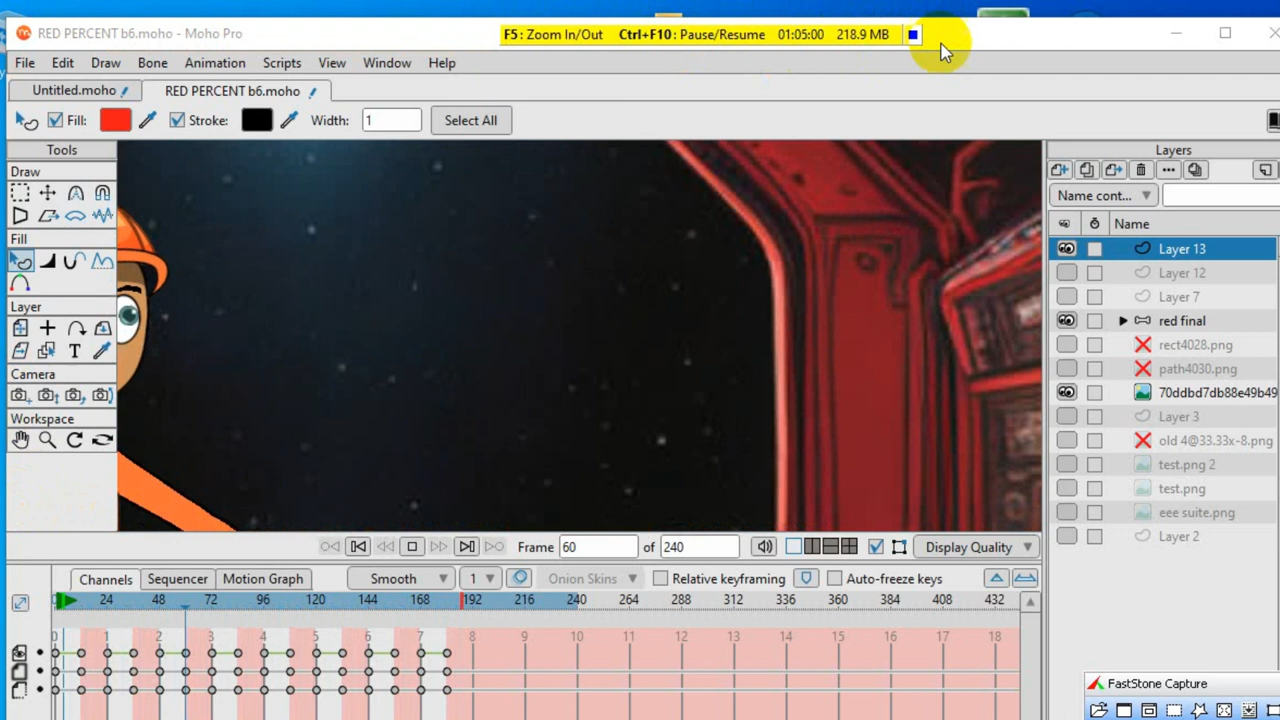 RED PERCENT b6.moho - Moho Pro
F5: Zoom In/Out Ctrl+F10: Pause/Resume 01:05:00 218.9 MB
File Edit Draw Bone Animation Scripts View Window Help
Untitled.moho RED PERCENT b6.moho
Fill: Stroke: Width: 1 Select All
Tools
Draw
Fill
Layer
T
Camera
Workspace
Layers
Name cont...
Name
Layer 13
Layer 12
Layer 7
red final
rect4028.png
path4030.png
70ddbd7db88e49b49
Layer 3
old 4@33.33x-8.png
test.png 2
test.png
eee suite.png
Layer 2
Frame 60 of 240 Display Quality
Channels Sequencer Motion Graph Smooth 1 Onion Skins Relative keyframing Auto-freeze keys
24 48 72 96 120 144 168 192 216 240 264 288 312 336 360 384 408 432
0 1 2 3 4 5 6 7 8 9 10 11 12 13 14 15 16 17 18
FastStone Capture